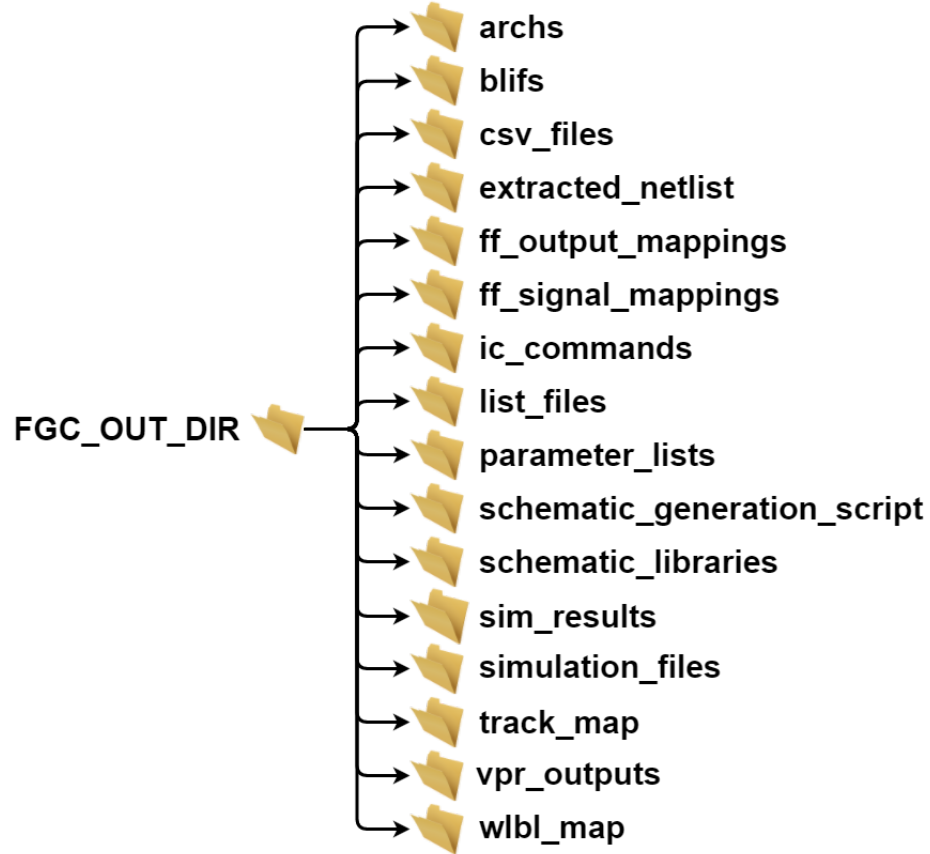 archs
blifs
csv_files
extracted_netlist
ff_output_mappings
ff_signal_mappings
ic_commands
list_files
FGC_OUT_DIR
parameter_lists
schematic_generation_script
schematic_libraries
sim_results
simulation_files
track_map
vpr_outputs
wlbl_map